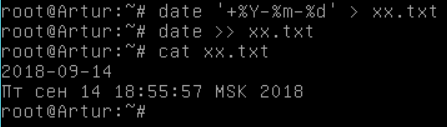 root@Artur:~# date '+%Y-%m-%d' > xx.txt
root@Artur:~# date >> xx.txt
root@Artur:~# cat xx.txt
2018-09-14
Пт сен 14 18:55:57 MSK 2018
root@Artur:~#